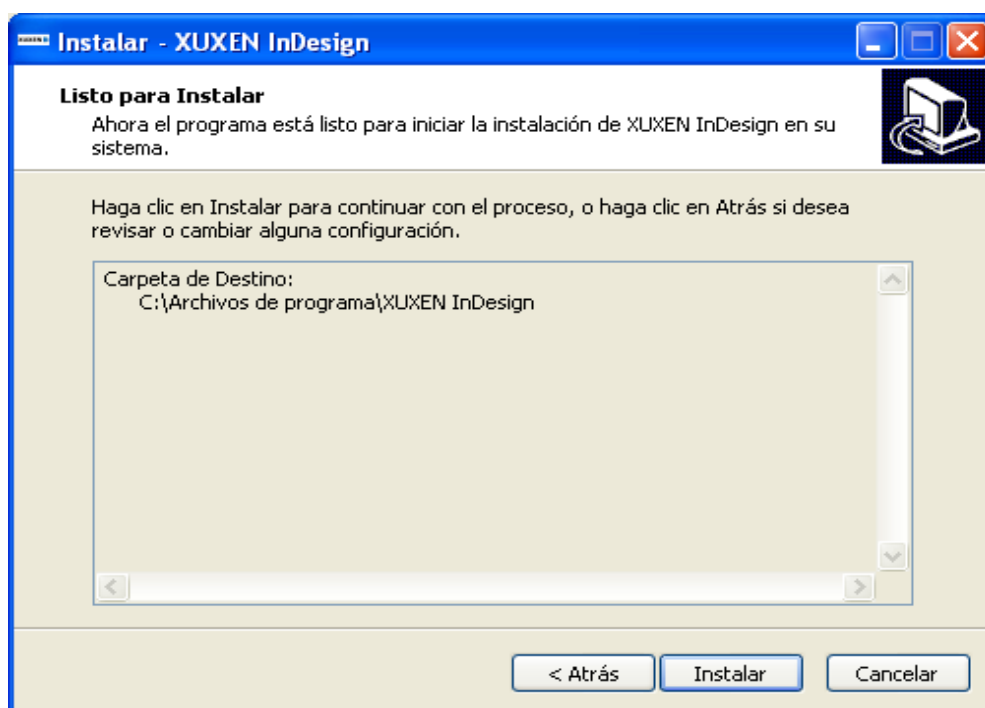 Instalar - XUXEN InDesign
Listo para Instalar
Ahora el programa está listo para iniciar la instalación de XUXEN InDesign en su
sistema.
Haga clic en Instalar para continuar con el proceso, o haga clic en Atrás si desea
revisar o cambiar alguna configuración.
Carpeta de Destino:
C:\Archivos de programa\XUXEN InDesign
< Atrás
Instalar
Cancelar